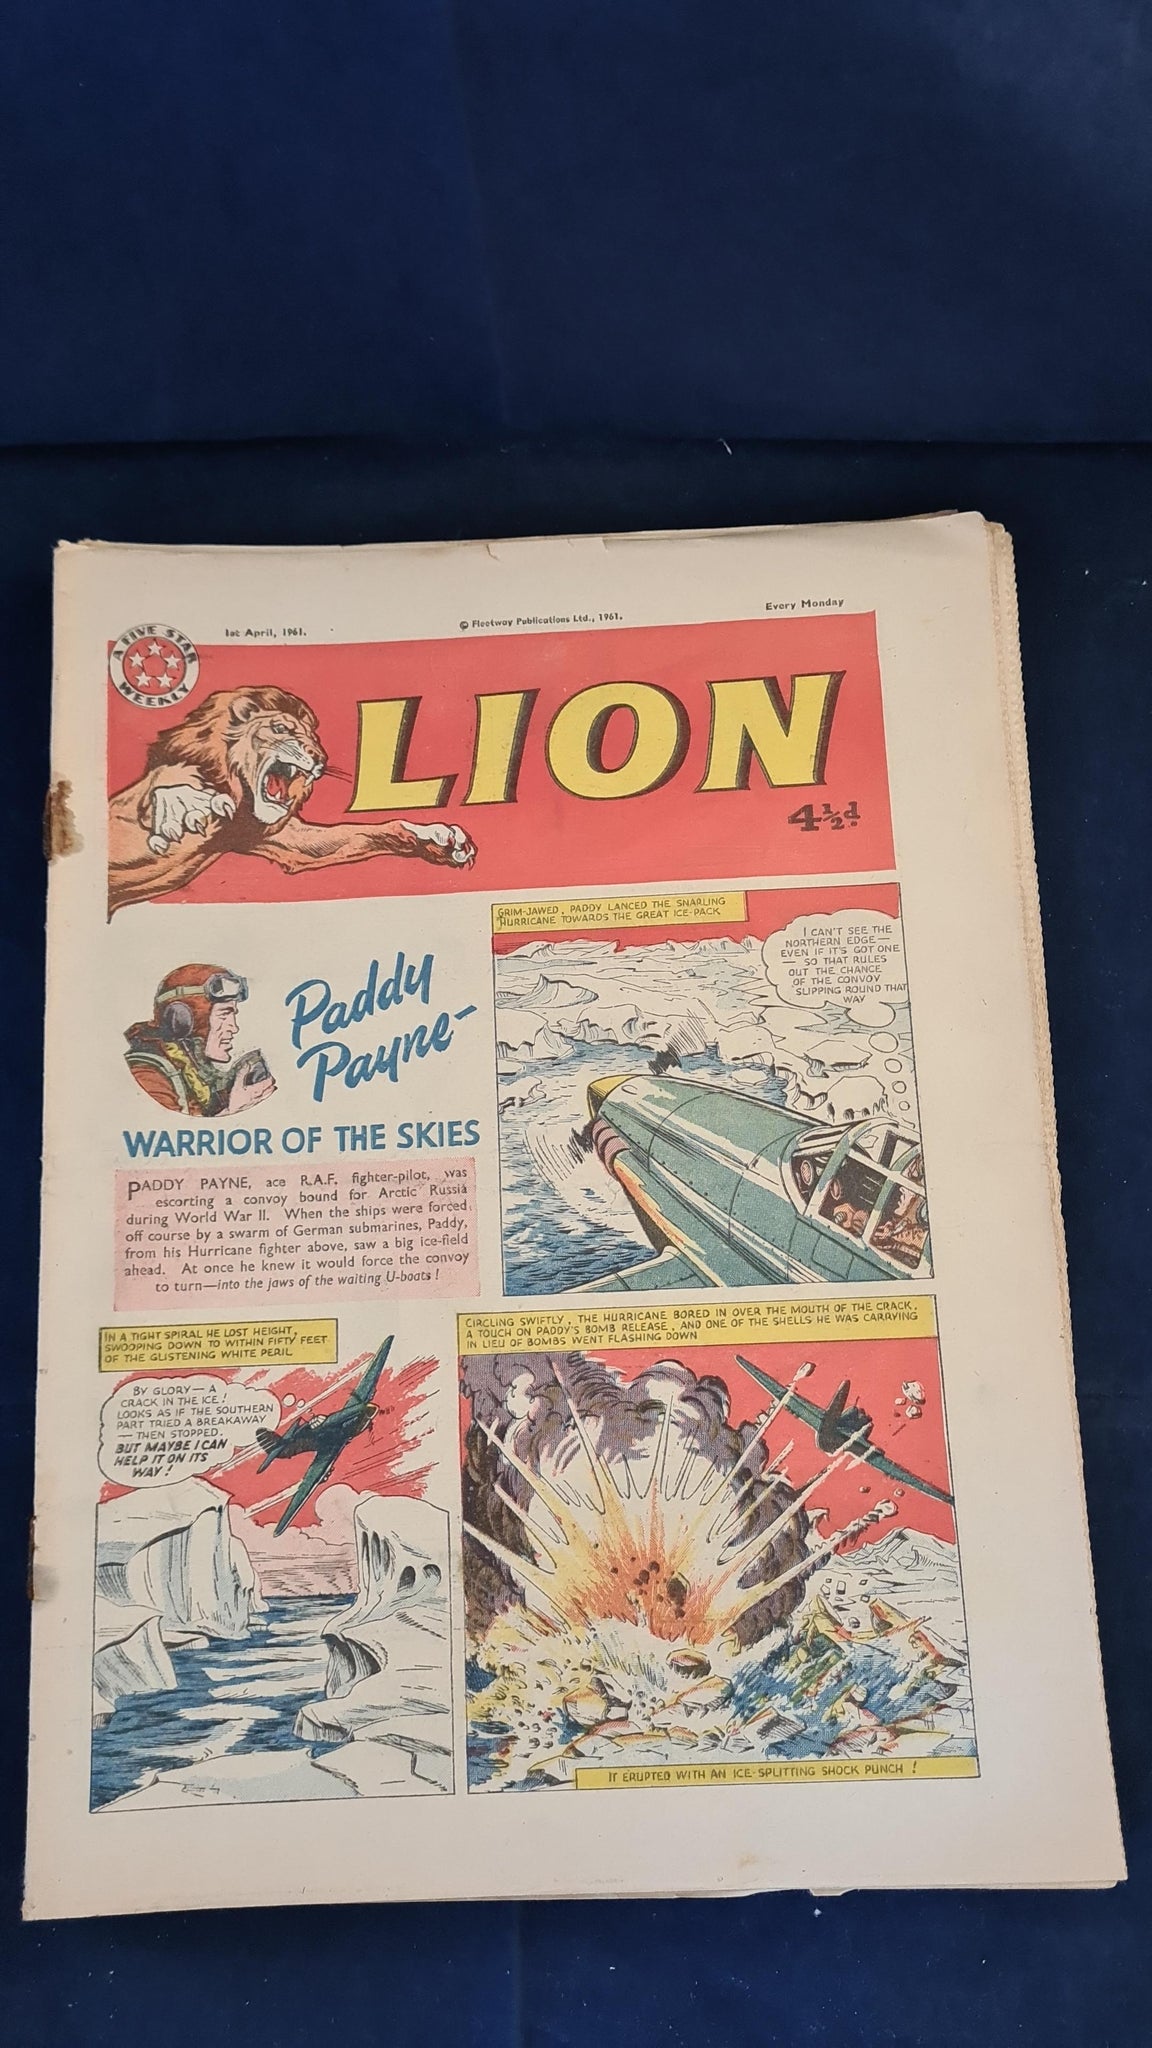 1st April, 1961.
© Fleetway Publications Ltd., 1961.
Every Monday
A FIVE STAR
WEEKLY
LION
4½d.
Paddy
Payne-
WARRIOR OF THE SKIES
PADDY PAYNE, ace R.A.F. fighter-pilot, was
escorting a convoy bound for Arctic Russia
during World War II. When the ships were forced
off course by a swarm of German submarines, Paddy,
from his Hurricane fighter above, saw a big ice-field
ahead. At once he knew it would force the convoy
to turn—into the jaws of the waiting U-boats!
GRIM-JAWED, PADDY LANCED THE SNARLING
HURRICANE TOWARDS THE GREAT ICE-PACK
I CAN'T SEE THE
NORTHERN EDGE—
EVEN IF IT'S GOT ONE
— SO THAT RULES
OUT THE CHANCE
OF THE CONVOY
SLIPPING ROUND THAT
WAY
IN A TIGHT SPIRAL HE LOST HEIGHT,
SWOOPING DOWN TO WITHIN FIFTY FEET
OF THE GLISTENING WHITE PERIL
BY GLORY — A
CRACK IN THE ICE!
LOOKS AS IF THE SOUTHERN
PART TRIED A BREAKAWAY
— THEN STOPPED.
BUT MAYBE I CAN
HELP IT ON ITS
WAY!
CIRCLING SWIFTLY, THE HURRICANE BORED IN OVER THE MOUTH OF THE CRACK,
A TOUCH ON PADDY'S BOMB RELEASE, AND ONE OF THE SHELLS HE WAS CARRYING
IN LIEU OF BOMBS WENT FLASHING DOWN
IT ERUPTED WITH AN ICE-SPLITTING SHOCK PUNCH!